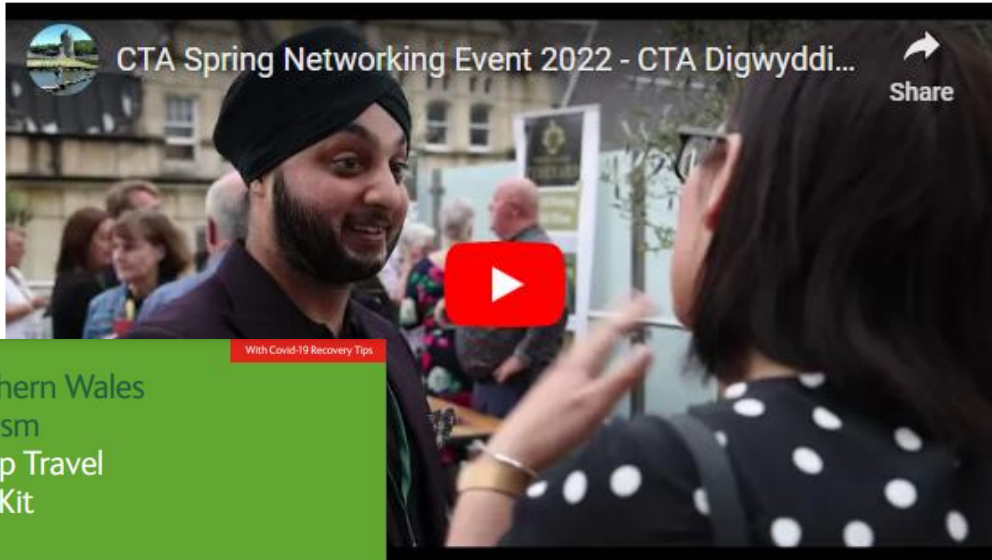 CTA Spring Networking Event 2022 - CTA Digwyddi...
Share
With Covid-19 Recovery Tips
hern Wales
sm
p Travel
Kit